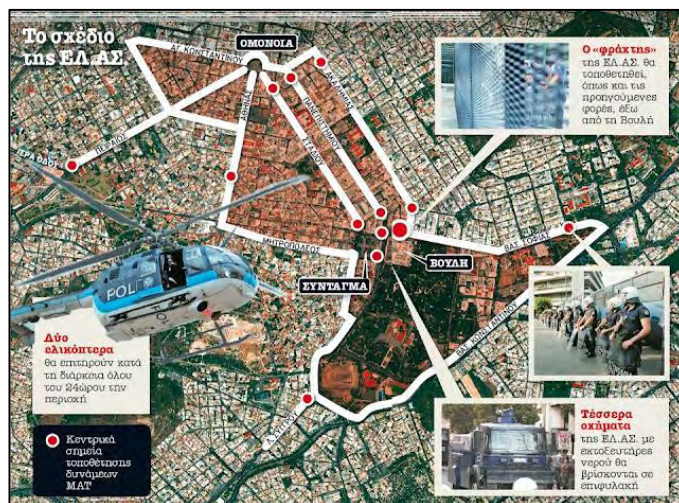 Το σχέδιο
της ΕΛ.ΑΣ.
ΑΓ. ΚΩΝΣΤΑΝΤΙΝΟΥ
ΟΜΟΝΟΙΑ
ΑΚΑΔΗΜΙΑΣ
ΠΑΝΕΠΙΣΤΗΜΙΟΥ
ΣΤΑΔΙΟΥ
ΑΘΗΝΑΣ
ΠΕΙΡΑΙΩΣ
ΙΕΡΑ ΟΔΟΣ
ΜΗΤΡΟΠΟΛΕΩΣ
ΣΥΝΤΑΓΜΑ
ΒΟΥΛΗ
ΒΑΣ. ΣΟΦΙΑΣ
ΒΑΣ. ΚΩΝΣΤΑΝΤΙΝΟΥ
Ο «φράχτης»
της ΕΛ.ΑΣ. θα
τοποθετηθεί,
όπως και τις
προηγούμενες
φορές, έξω
από τη Βουλή
POLI
Δύο
ελικόπτερα
θα επιτηρούν κατά
τη διάρκεια όλου
του 24ώρου την
περιοχή
Κεντρικά
σημεία
τοποθέτησης
δυνάμεων
ΜΑΤ
Τέσσερα
οχήματα
της ΕΛ.ΑΣ. με
εκτοξευτήρες
νερού θα
βρίσκονται σε
επιφυλακή